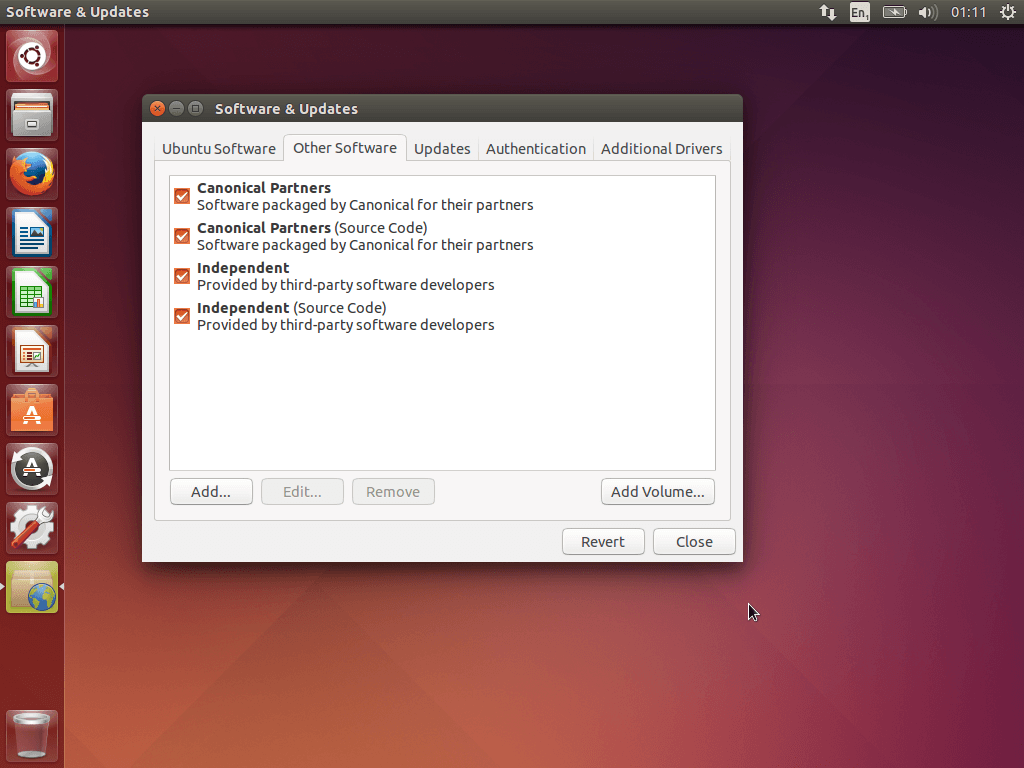 Software & Updates
En1
01:11
Software & Updates
Ubuntu Software
Other Software
Updates
Authentication
Additional Drivers
Canonical Partners
Software packaged by Canonical for their partners
Canonical Partners (Source Code)
Software packaged by Canonical for their partners
Independent
Provided by third-party software developers
Independent (Source Code)
Provided by third-party software developers
Add...
Edit...
Remove
Add Volume...
Revert
Close